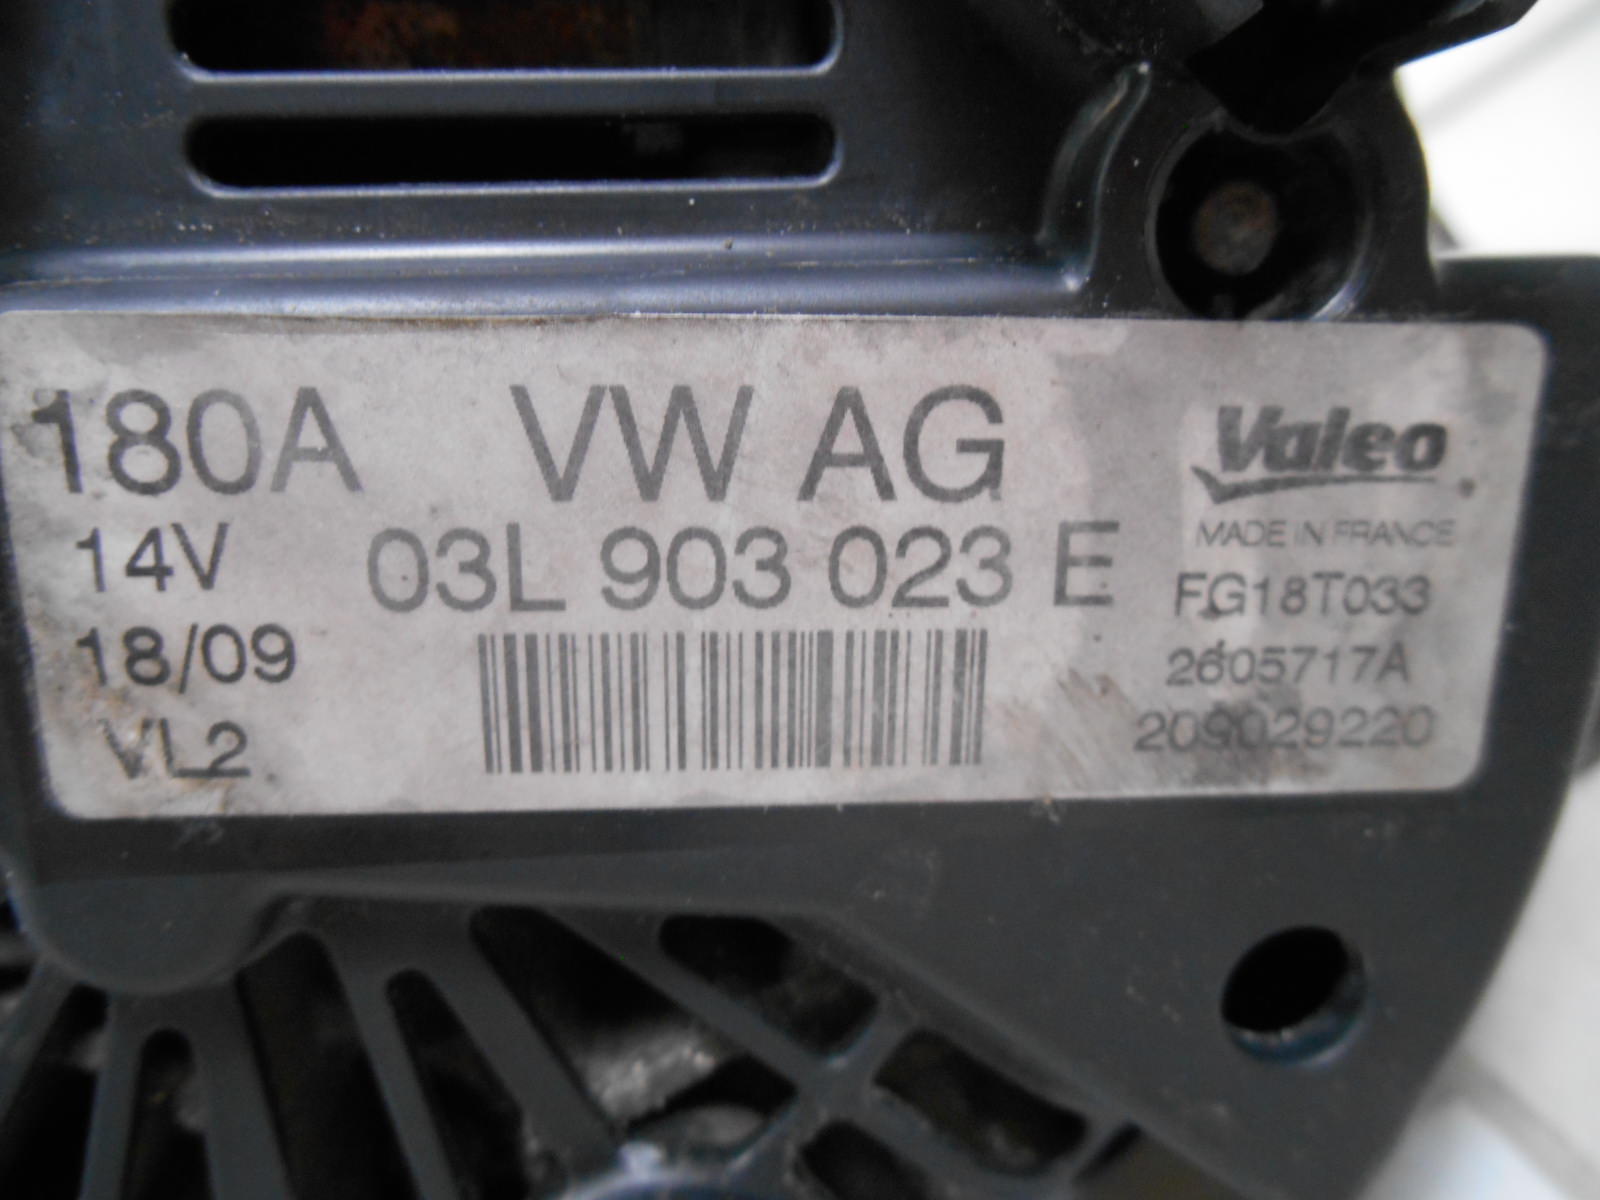 180A VW AG
14V 03L 903 023 E
18/09
VL2
Valeo
MADE IN FRANCE
FG18T033
2605717A
209029220